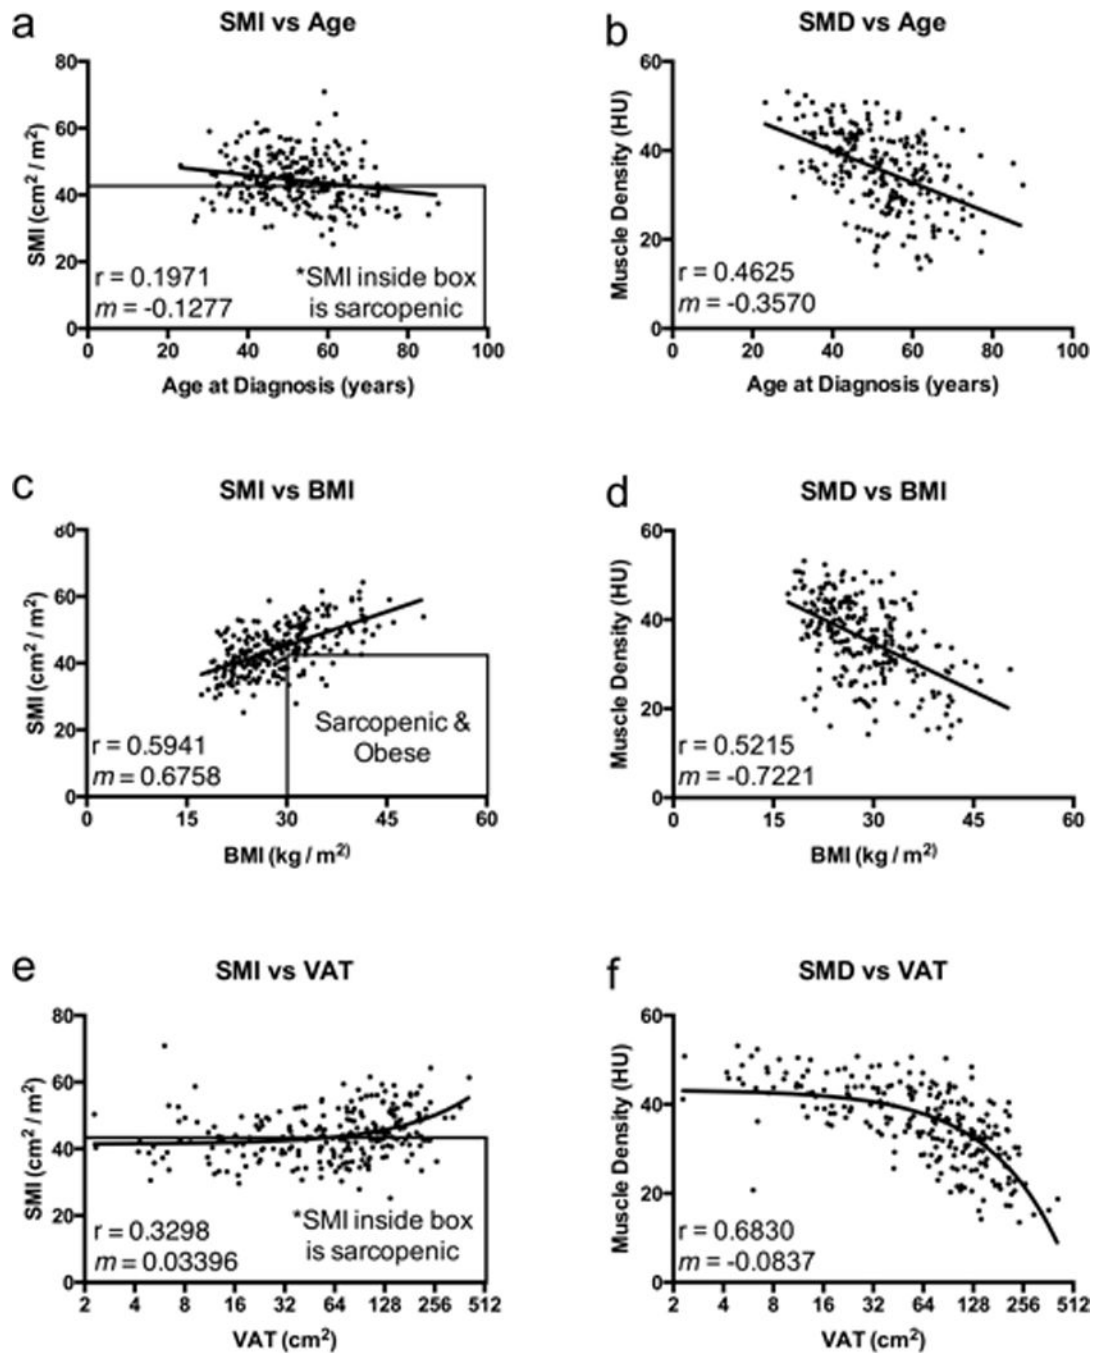 a
SMI vs Age
80
60
40
20
0
SMI (cm² / m²)
r = 0.1971
m = -0.1277
*SMI inside box
is sarcopenic
0 20 40 60 80 100
Age at Diagnosis (years)
b
SMD vs Age
60
40
20
0
Muscle Density (HU)
r = 0.4625
m = -0.3570
0 20 40 60 80 100
Age at Diagnosis (years)
c
SMI vs BMI
80
60
40
20
0
SMI (cm² / m²)
r = 0.5941
m = 0.6758
Sarcopenic &
Obese
0 15 30 45 60
BMI (kg / m²)
d
SMD vs BMI
60
40
20
0
Muscle Density (HU)
r = 0.5215
m = -0.7221
0 15 30 45 60
BMI (kg / m²)
e
SMI vs VAT
80
60
40
20
0
SMI (cm² / m²)
r = 0.3298
m = 0.03396
*SMI inside box
is sarcopenic
2 4 8 16 32 64 128 256 512
VAT (cm²)
f
SMD vs VAT
60
40
20
0
Muscle Density (HU)
r = 0.6830
m = -0.0837
2 4 8 16 32 64 128 256 512
VAT (cm²)